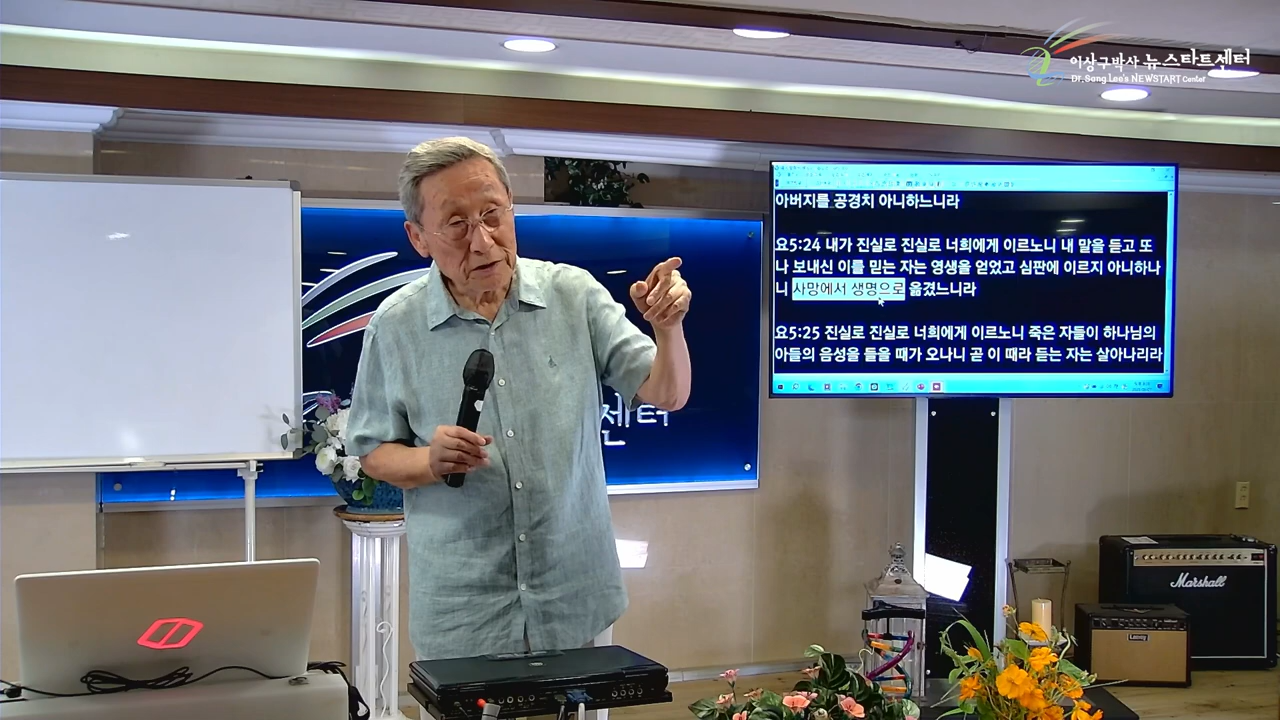 이상구박사 뉴스타트센터
Dr. Sang Lee's NEWSTART Center
아버지를 공경치 아니하느니라
요5:24 내가 진실로 진실로 너희에게 이르노니 내 말을 듣고 또
나 보내신 이를 믿는 자는 영생을 얻었고 심판에 이르지 아니하나
니 사망에서 생명으로 옮겼느니라
요5:25 진실로 진실로 너희에게 이르노니 죽은 자들이 하나님의
아들의 음성을 들을 때가 오나니 곧 이 때라 듣는 자는 살아나리라
센터
Marshall
Laney